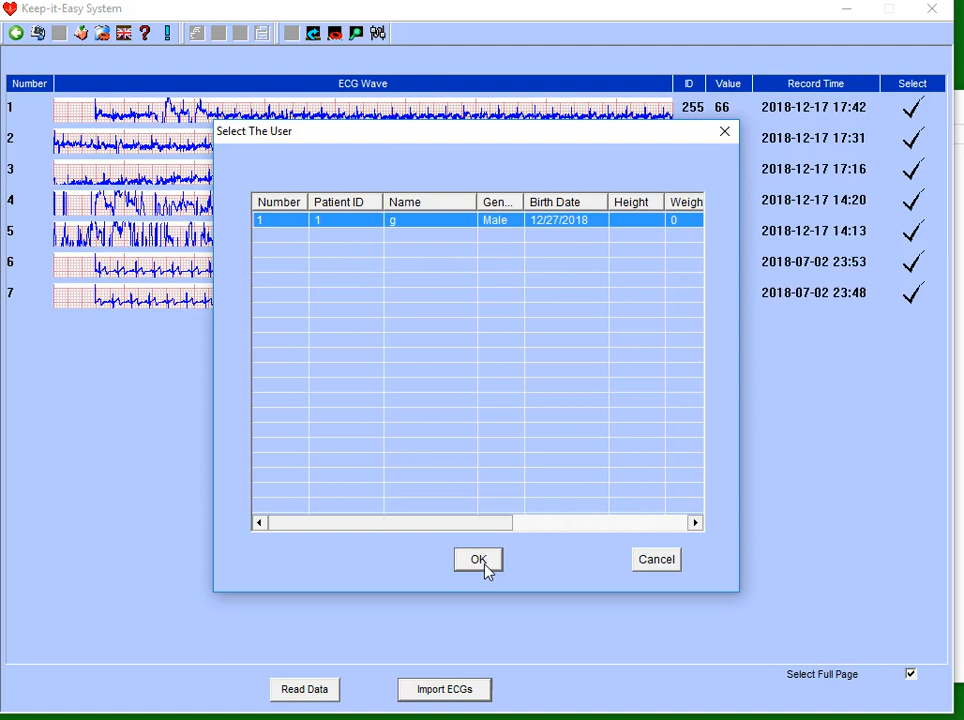 Keep-it-Easy System
Number ECG Wave ID Value Record Time Select
1 255 66 2018-12-17 17:42
Select The User
2 2018-12-17 17:31
3 2018-12-17 17:16
Number Patient ID Name Gen... Birth Date Height Weigh
4 2018-12-17 14:20
1 1 g Male 12/27/2018 0
5 2018-12-17 14:13
6 2018-07-02 23:53
7 2018-07-02 23:48
OK Cancel
Select Full Page
Read Data Import ECGs